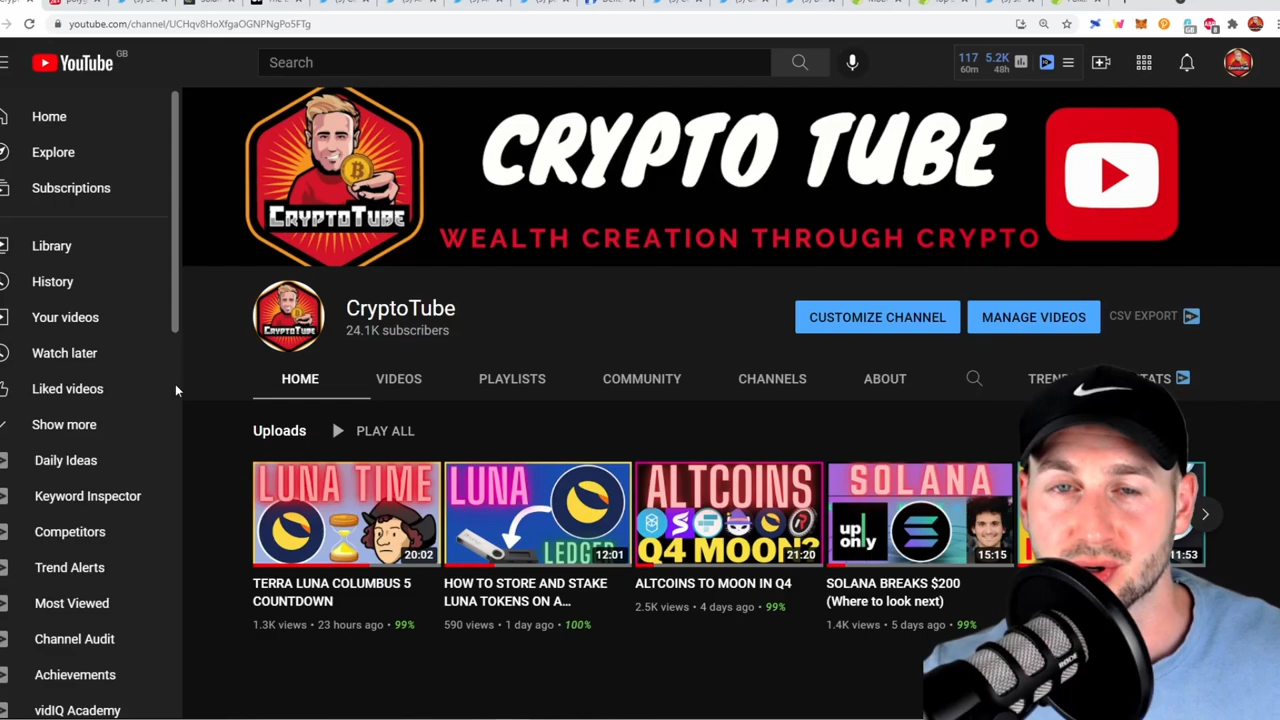 youtube.com/channel/UCHqv8HoXfgaOGNPNgPo5FTg
YouTube GB
Search
117 5.2K
60m 48h
Home
Explore
Subscriptions
Library
History
Your videos
Watch later
Liked videos
Show more
Daily Ideas
Keyword Inspector
Competitors
Trend Alerts
Most Viewed
Channel Audit
Achievements
vidIQ Academy
CRYPTOTUBE
CRYPTO TUBE
WEALTH CREATION THROUGH CRYPTO
CryptoTube
24.1K subscribers
CUSTOMIZE CHANNEL
MANAGE VIDEOS
CSV EXPORT
HOME
VIDEOS
PLAYLISTS
COMMUNITY
CHANNELS
ABOUT
Uploads
PLAY ALL
LUNA TIME
20:02
LUNA
LEDGER
12:01
ALTCOINS
Q4 MOON?
21:20
SOLANA
uponly
15:15
11:53
TERRA LUNA COLUMBUS 5
COUNTDOWN
1.3K views • 23 hours ago • 99%
HOW TO STORE AND STAKE
LUNA TOKENS ON A...
590 views • 1 day ago • 100%
ALTCOINS TO MOON IN Q4
2.5K views • 4 days ago • 99%
SOLANA BREAKS $200
(Where to look next)
1.4K views • 5 days ago • 99%
RØDE